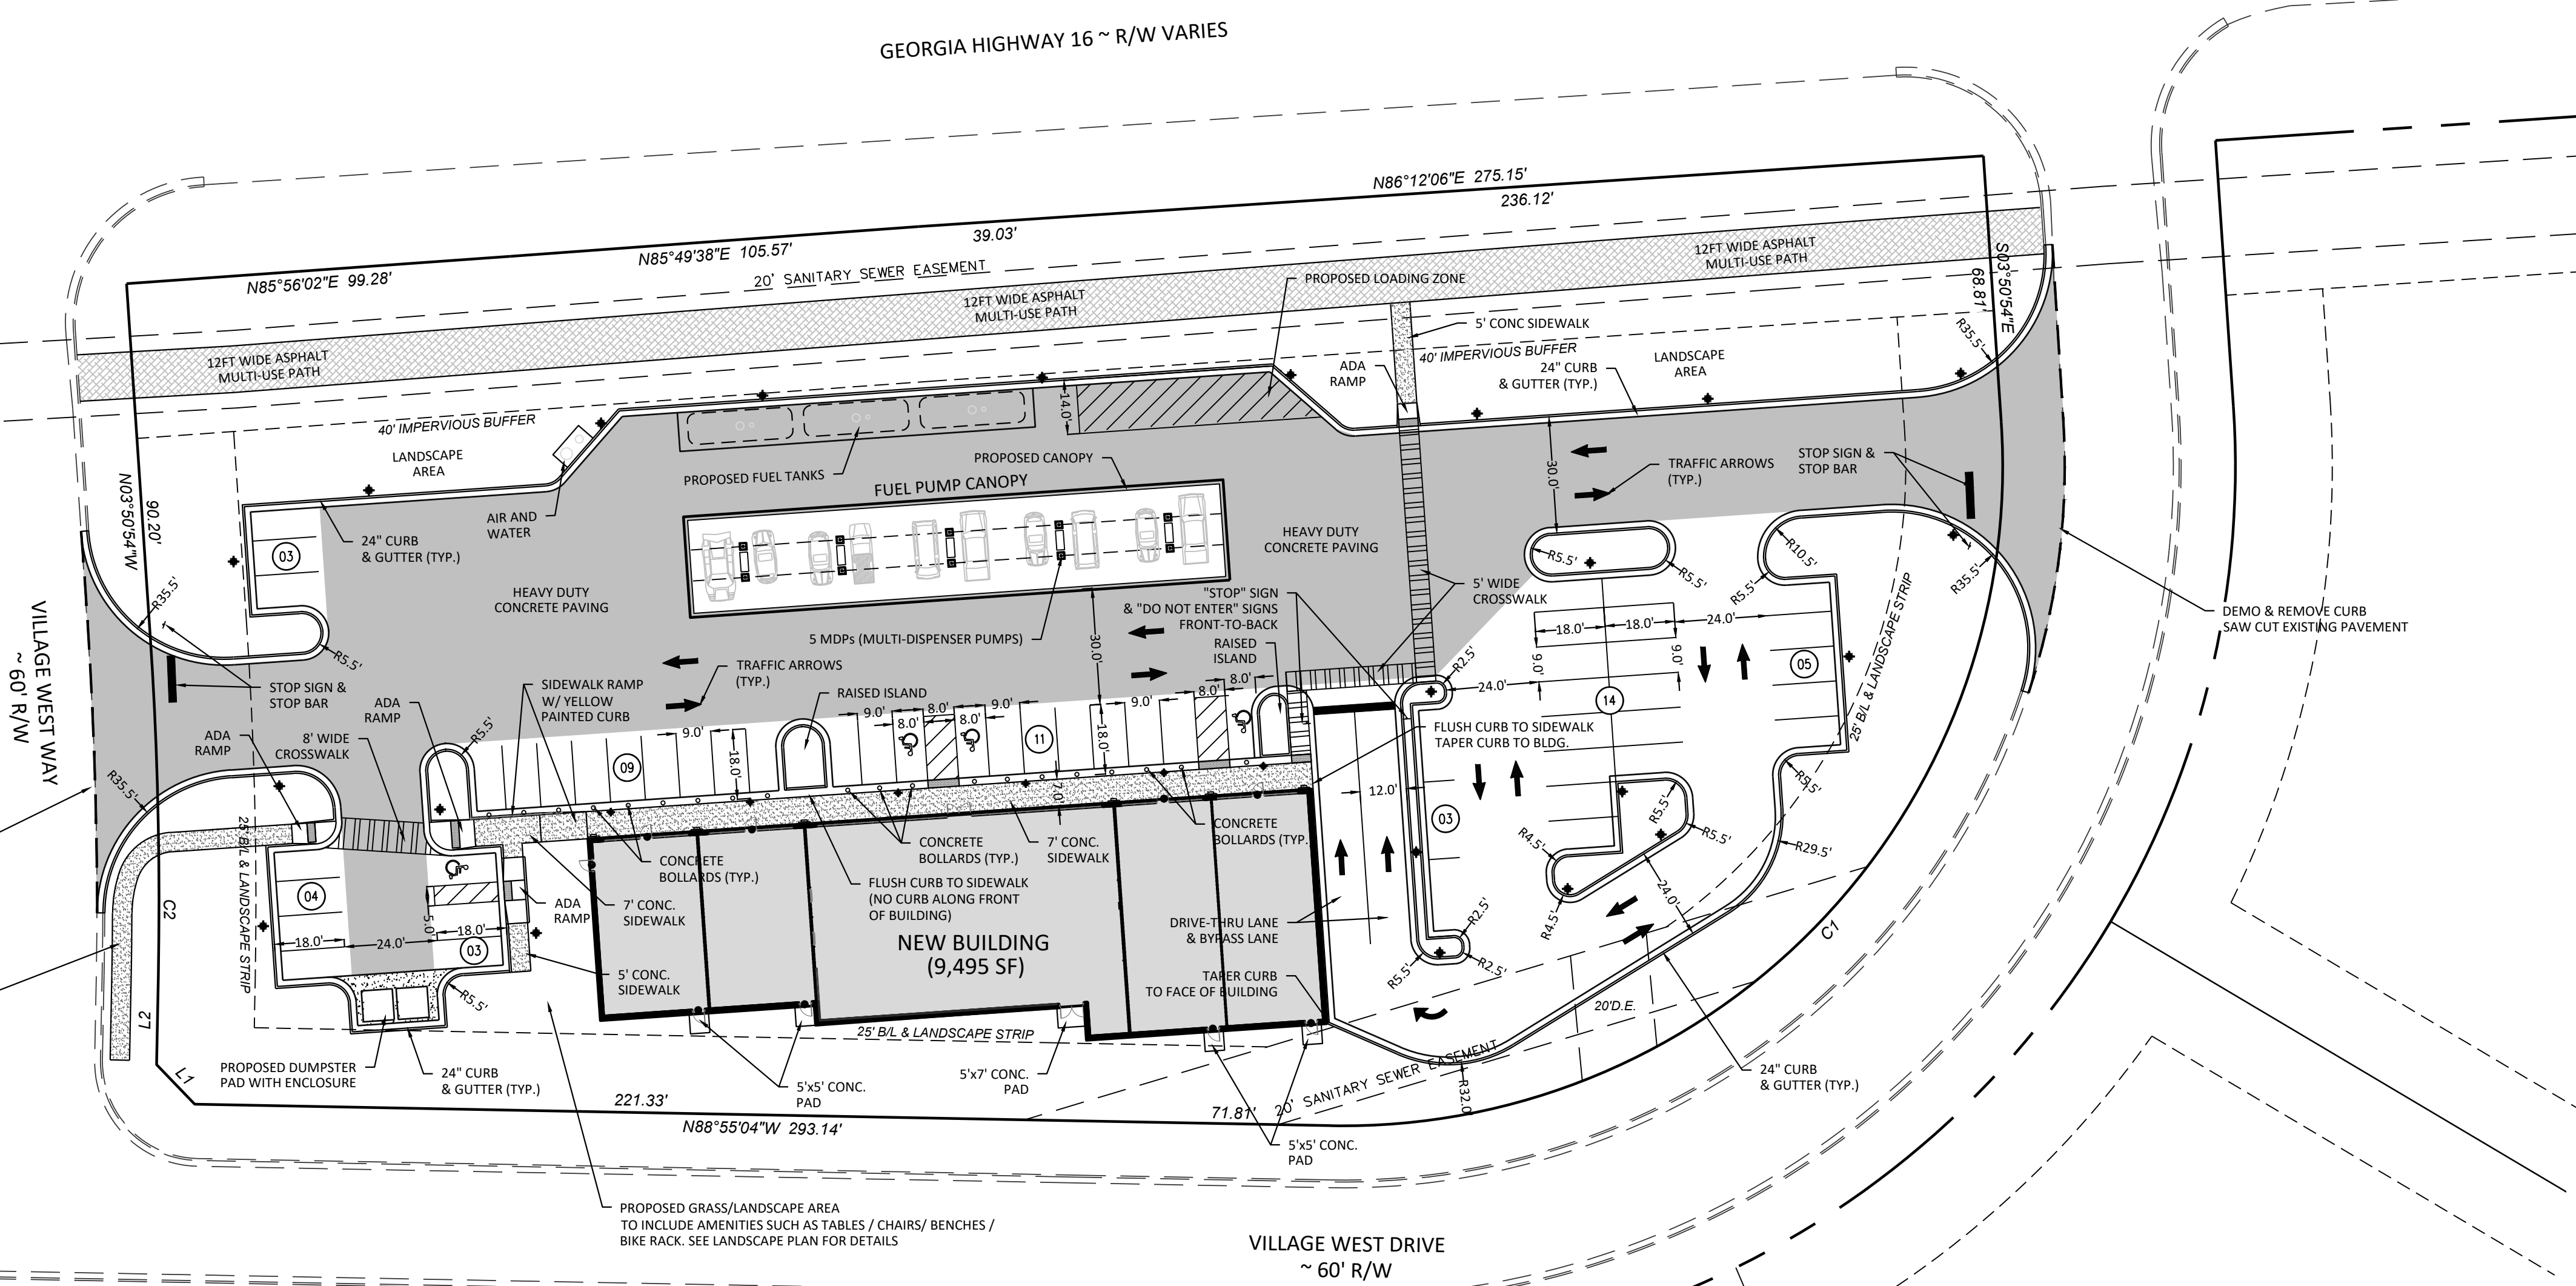 GEORGIA HIGHWAY 16 ~ R/W VARIES
N86°12'06"E 275.15'
236.12'
39.03'
N85°49'38"E 105.57'
N85°56'02"E 99.28'
20' SANITARY SEWER EASEMENT
12FT WIDE ASPHALT
MULTI-USE PATH
12FT WIDE ASPHALT
MULTI-USE PATH
12FT WIDE ASPHALT
MULTI-USE PATH
S03°50'54"E
68.81'
PROPOSED LOADING ZONE
5' CONC SIDEWALK
40' IMPERVIOUS BUFFER
LANDSCAPE
AREA
ADA
RAMP
24" CURB
& GUTTER (TYP.)
R35.5'
40' IMPERVIOUS BUFFER
LANDSCAPE
AREA
14.0'
PROPOSED FUEL TANKS
PROPOSED CANOPY
FUEL PUMP CANOPY
AIR AND
WATER
N03°50'54"W
90.20'
24" CURB
& GUTTER (TYP.)
03
30.0'
TRAFFIC ARROWS
(TYP.)
STOP SIGN &
STOP BAR
HEAVY DUTY
CONCRETE PAVING
HEAVY DUTY
CONCRETE PAVING
R5.5'
R5.5'
R10.5'
R5.5'
R35.5'
5' WIDE
CROSSWALK
"STOP" SIGN
& "DO NOT ENTER" SIGNS
FRONT-TO-BACK
RAISED
ISLAND
5 MDPs (MULTI-DISPENSER PUMPS)
30.0'
DEMO & REMOVE CURB
SAW CUT EXISTING PAVEMENT
VILLAGE WEST WAY
~ 60' R/W
R35.5'
R5.5'
STOP SIGN &
STOP BAR
TRAFFIC ARROWS
(TYP.)
18.0'
18.0'
24.0'
9.0'
9.0'
05
14
24.0'
R2.5'
25' B/L & LANDSCAPE STRIP
SIDEWALK RAMP
W/ YELLOW
PAINTED CURB
RAISED ISLAND
ADA
RAMP
ADA
RAMP
8' WIDE
CROSSWALK
R5.5'
9.0'
18.0'
09
9.0'
8.0'
8.0'
8.0'
9.0'
11
18.0'
9.0'
8.0'
8.0'
7.0'
FLUSH CURB TO SIDEWALK
TAPER CURB TO BLDG.
R35.5'
12.0'
03
R5.5'
R5.5'
R4.5'
R4.5'
R5.5'
R29.5'
24.0'
CONCRETE
BOLLARDS (TYP.)
CONCRETE
BOLLARDS (TYP.)
7' CONC.
SIDEWALK
CONCRETE
BOLLARDS (TYP.)
FLUSH CURB TO SIDEWALK
(NO CURB ALONG FRONT
OF BUILDING)
7' CONC.
SIDEWALK
ADA
RAMP
25' B/L & LANDSCAPE STRIP
C2
04
5.0'
18.0'
24.0'
18.0'
03
5' CONC.
SIDEWALK
NEW BUILDING
(9,495 SF)
DRIVE-THRU LANE
& BYPASS LANE
TAPER CURB
TO FACE OF BUILDING
R2.5'
R5.5'
R2.5'
C1
20'D.E.
R5.5'
L2
L1
25' B/L & LANDSCAPE STRIP
PROPOSED DUMPSTER
PAD WITH ENCLOSURE
24" CURB
& GUTTER (TYP.)
5'x5' CONC.
PAD
5'x7' CONC.
PAD
20' SANITARY SEWER EASEMENT
R32.0'
24" CURB
& GUTTER (TYP.)
221.33'
71.81'
N88°55'04"W 293.14'
5'x5' CONC.
PAD
PROPOSED GRASS/LANDSCAPE AREA
TO INCLUDE AMENITIES SUCH AS TABLES / CHAIRS/ BENCHES /
BIKE RACK. SEE LANDSCAPE PLAN FOR DETAILS
VILLAGE WEST DRIVE
~ 60' R/W